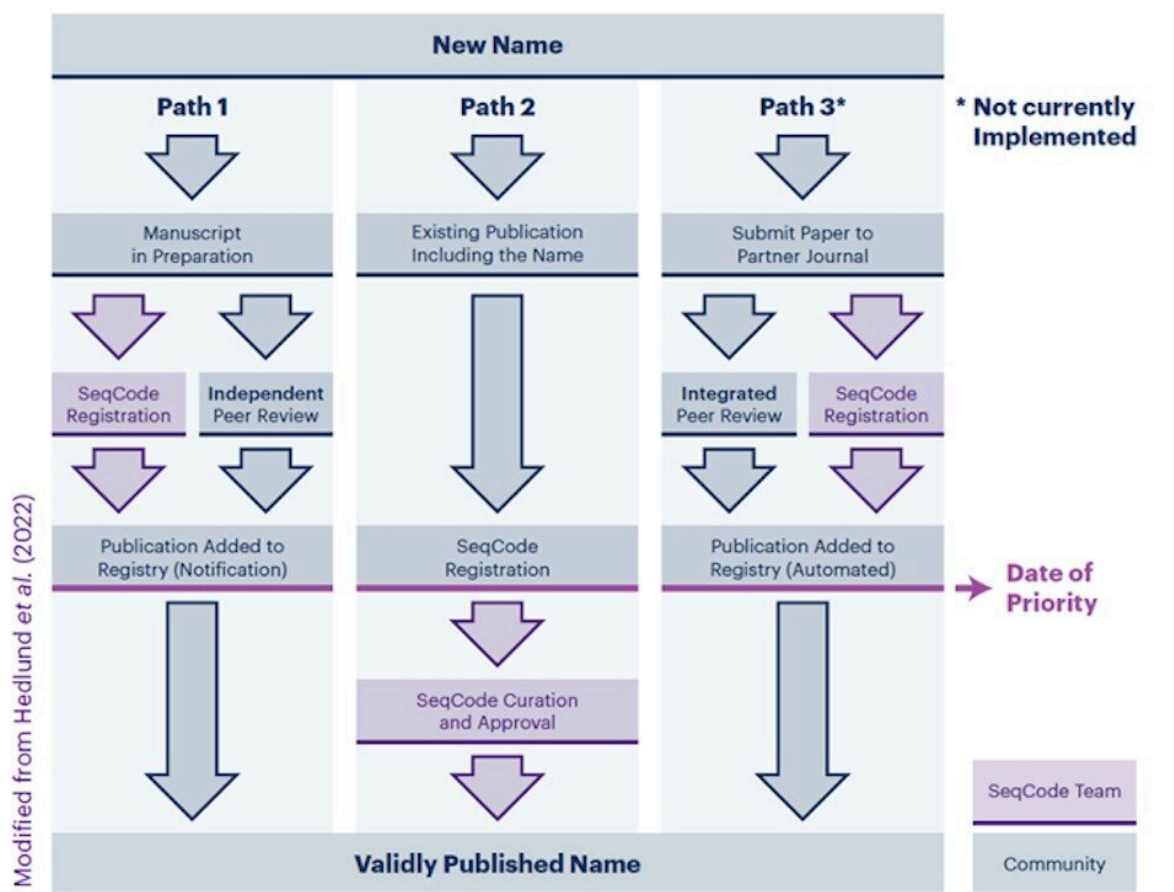 New Name
Path 1
Path 2
Path 3*
* Not currently
Implemented
Manuscript
in Preparation
Existing Publication
Including the Name
Submit Paper to
Partner Journal
SeqCode
Registration
Independent
Peer Review
Integrated
Peer Review
SeqCode
Registration
Publication Added to
Registry (Notification)
SeqCode
Registration
Publication Added to
Registry (Automated)
Date of
Priority
SeqCode Curation
and Approval
SeqCode Team
Community
Validly Published Name
Modified from Hedlund et al. (2022)